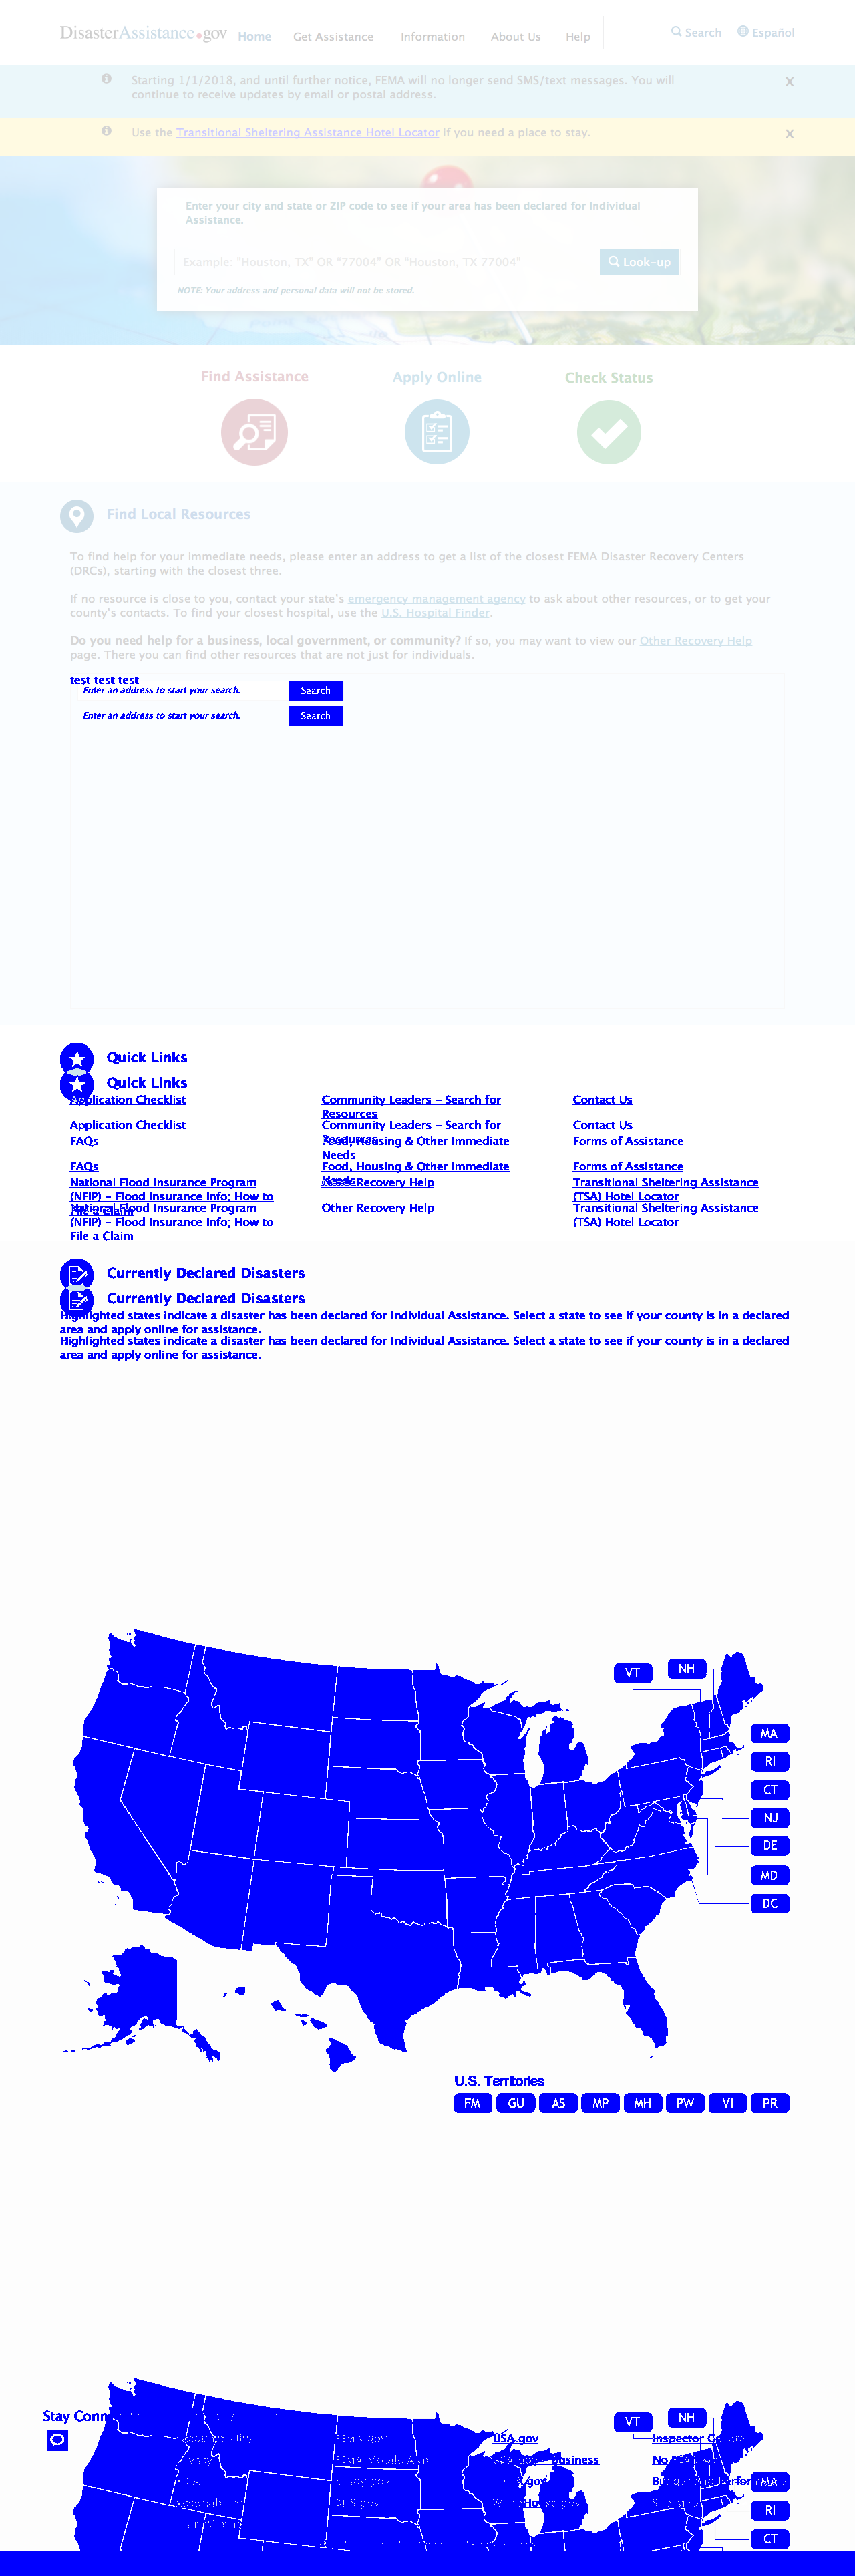 DisasterAssistance.gov Home Get Assistance Information About Us Help Search Español
Starting 1/1/2018, and until further notice, FEMA will no longer send SMS/text messages. You will
continue to receive updates by email or postal address.
X
Use the Transitional Sheltering Assistance Hotel Locator if you need a place to stay.
X
Enter your city and state or ZIP code to see if your area has been declared for Individual
Assistance.
Example: "Houston, TX" OR "77004" OR "Houston, TX 77004"
Look-up
NOTE: Your address and personal data will not be stored.
Find Assistance
Apply Online
Check Status
Find Local Resources
To find help for your immediate needs, please enter an address to get a list of the closest FEMA Disaster Recovery Centers
(DRCs), starting with the closest three.
If no resource is close to you, contact your state's emergency management agency to ask about other resources, or to get your
county's contacts. To find your closest hospital, use the U.S. Hospital Finder.
Do you need help for a business, local government, or community? If so, you may want to view our Other Recovery Help
page. There you can find other resources that are not just for individuals.
test test test
Enter an address to start your search. Search
Enter an address to start your search. Search
Quick Links
Quick Links
Application Checklist
Community Leaders - Search for
Resources
Contact Us
Application Checklist
Community Leaders - Search for
Resources
Contact Us
FAQs
Food, Housing & Other Immediate
Needs
Forms of Assistance
FAQs
Food, Housing & Other Immediate
Needs
Forms of Assistance
National Flood Insurance Program
(NFIP) - Flood Insurance Info; How to
File a Claim
Other Recovery Help
Transitional Sheltering Assistance
(TSA) Hotel Locator
National Flood Insurance Program
(NFIP) - Flood Insurance Info; How to
File a Claim
Other Recovery Help
Transitional Sheltering Assistance
(TSA) Hotel Locator
Currently Declared Disasters
Currently Declared Disasters
Highlighted states indicate a disaster has been declared for Individual Assistance. Select a state to see if your county is in a declared
area and apply online for assistance.
Highlighted states indicate a disaster has been declared for Individual Assistance. Select a state to see if your county is in a declared
area and apply online for assistance.
VT
NH
MA
RI
CT
NJ
DE
MD
DC
U.S. Territories
FM GU AS MP MH PW VI PR
Stay
VT
NH
USA.gov
Inspector
Business
No
MA
RI
CT